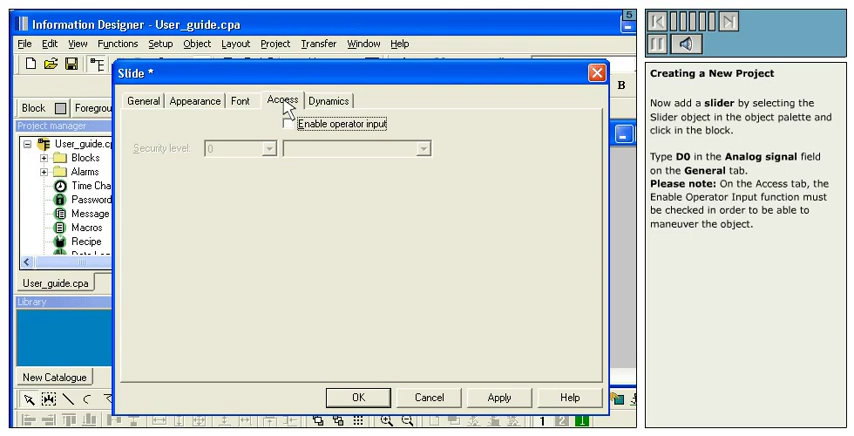 Information Designer - User_guide.cpa
5
File Edit View Functions Setup Object Layout Project Transfer Window Help
Slide *
B
General Appearance Font Access Dynamics
Block
Project manager
Enable operator input
User_guide.cp
Security level: 0
Blocks
Alarms
Time Cha
Password
Message
Macros
Recipe
User_guide.cpa
Library
New Catalogue
OK Cancel Apply Help
1 2 1
Creating a New Project
Now add a slider by selecting the
Slider object in the object palette and
click in the block.
Type D0 in the Analog signal field
on the General tab.
Please note: On the Access tab, the
Enable Operator Input function must
be checked in order to be able to
maneuver the object.